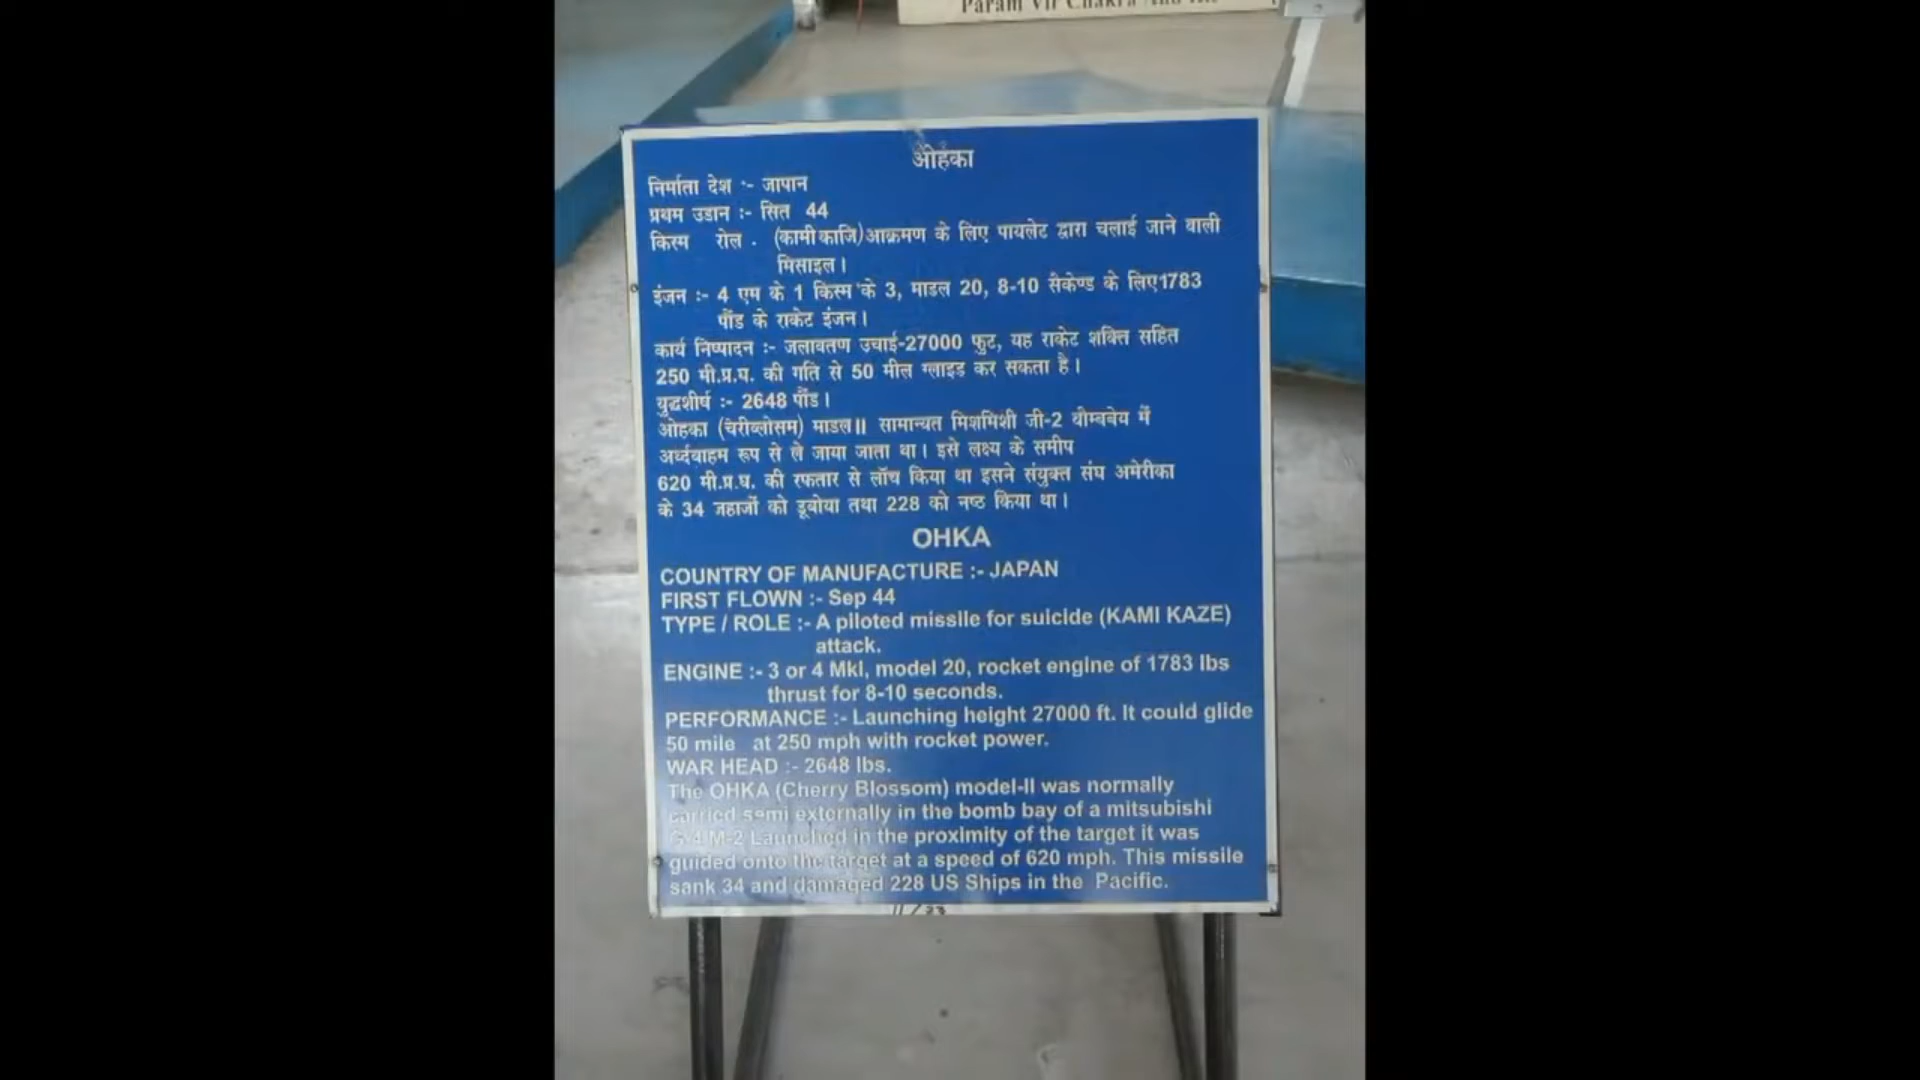 Param Vir Chakra And Its
ओहंका
निर्माता देश :- जापान
प्रथम उडान :- सित 44
किस्म रोल . (कामीकाजि)आक्रमण के लिए पायलेट द्वारा चलाई जाने वाली
मिसाइल।
इंजन :- 4 एम के 1 किस्म के 3, माडल 20, 8-10 सेकेण्ड के लिए1783
पौंड के राकेट इंजन।
कार्य निष्पादन :- जलावतण उचाई-27000 फुट, यह राकेट शक्ति सहित
250 मी.प्र.प. की गति से 50 मील ग्लाइड कर सकता है।
युद्धशीर्ष :- 2648 पौंड।
ओहका (चेरीब्लोसम) माडल II सामान्यत मिशमिशी जी-2 वौम्बबेय में
अर्ध्दवाहम रूप से ले जाया जाता था। इसे लक्ष्य के समीप
620 मी.प्र.घ. की रफतार से लॉच किया था इसने संयुक्त संघ अमेरीका
के 34 जहाजों को डूबोया तथा 228 को नष्ठ किया था।
OHKA
COUNTRY OF MANUFACTURE :- JAPAN
FIRST FLOWN :- Sep 44
TYPE / ROLE :- A piloted missile for suicide (KAMI KAZE)
attack.
ENGINE :- 3 or 4 MkI, model 20, rocket engine of 1783 lbs
thrust for 8-10 seconds.
PERFORMANCE :- Launching height 27000 ft. It could glide
50 mile at 250 mph with rocket power.
WAR HEAD :- 2648 lbs.
The OHKA (Cherry Blossom) model-II was normally
carried semi externally in the bomb bay of a mitsubishi
G-4 M-2 Launched in the proximity of the target it was
guided onto the target at a speed of 620 mph. This missile
sank 34 and damaged 228 US Ships in the Pacific.